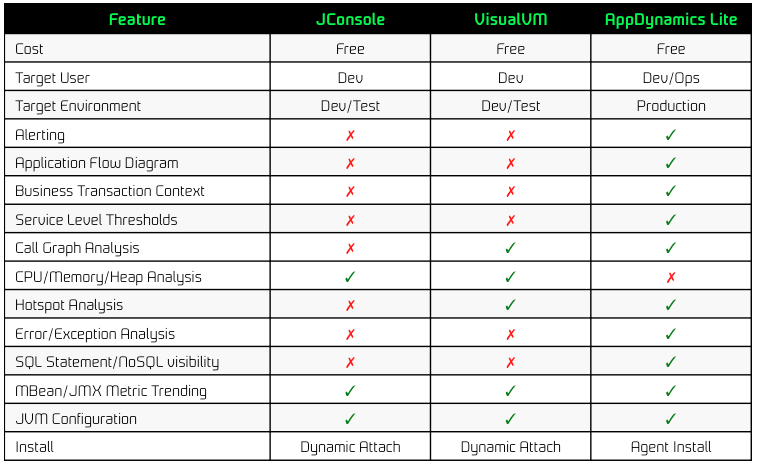 Feature JConsole VisualVM AppDynamics Lite
Cost Free Free Free
Target User Dev Dev Dev/Ops
Target Environment Dev/Test Dev/Test Production
Alerting ✗ ✗ ✓
Application Flow Diagram ✗ ✗ ✓
Business Transaction Context ✗ ✗ ✓
Service Level Thresholds ✗ ✗ ✓
Call Graph Analysis ✗ ✓ ✓
CPU/Memory/Heap Analysis ✓ ✓ ✗
Hotspot Analysis ✗ ✓ ✓
Error/Exception Analysis ✗ ✗ ✓
SQL Statement/NoSQL visibility ✗ ✗ ✓
MBean/JMX Metric Trending ✓ ✓ ✓
JVM Configuration ✓ ✓ ✓
Install Dynamic Attach Dynamic Attach Agent Install